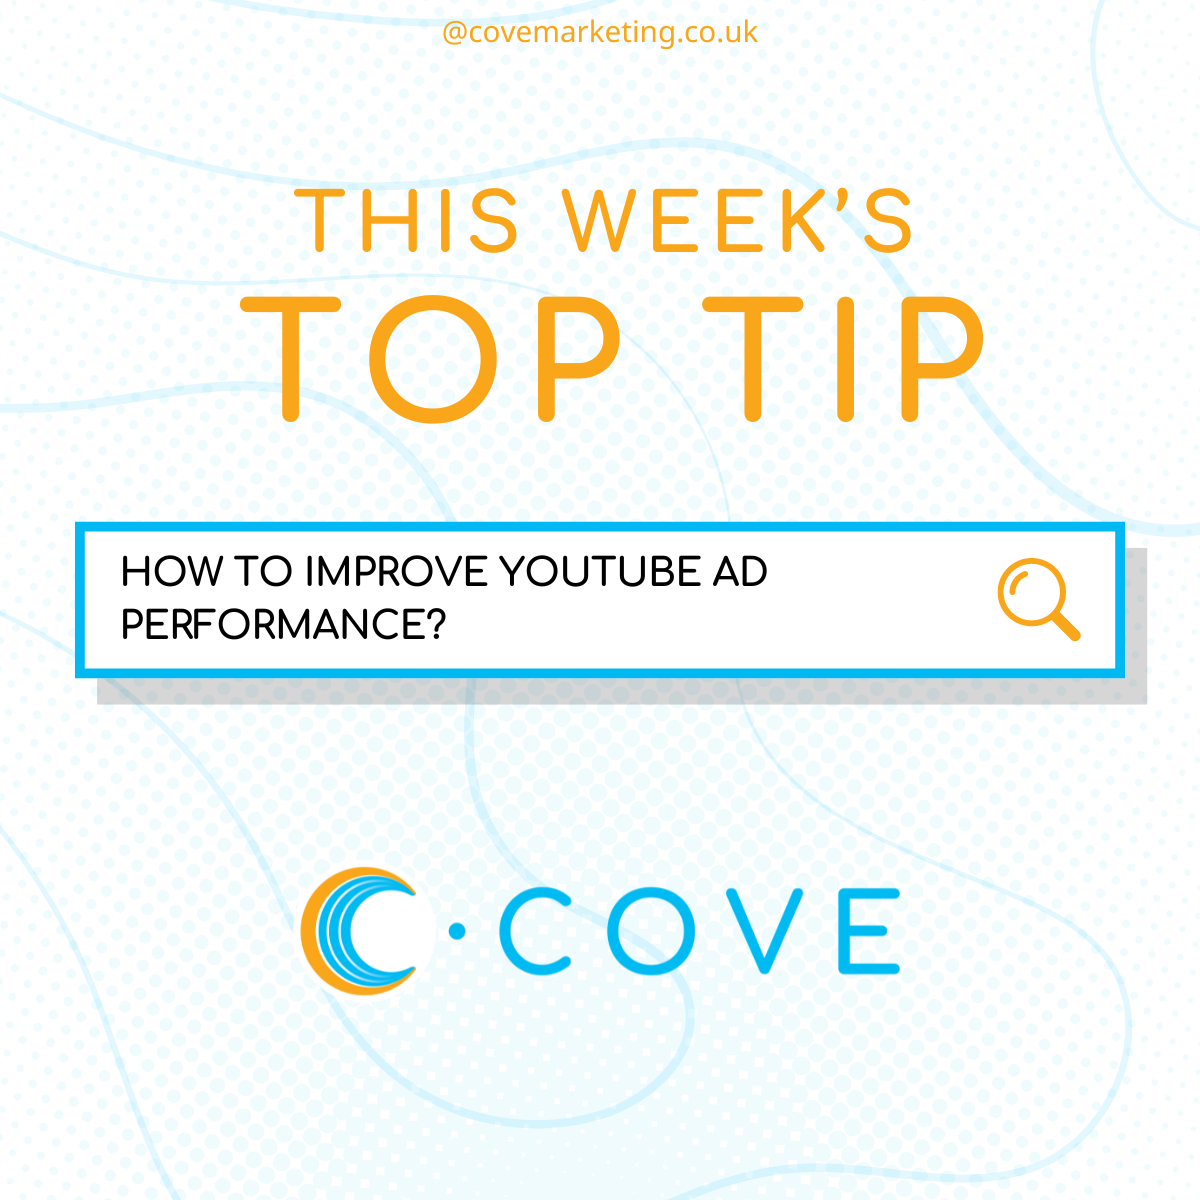 @covemarketing.co.uk
THIS WEEK’S
TOP TIP
HOW TO IMPROVE YOUTUBE AD
PERFORMANCE?
COVE